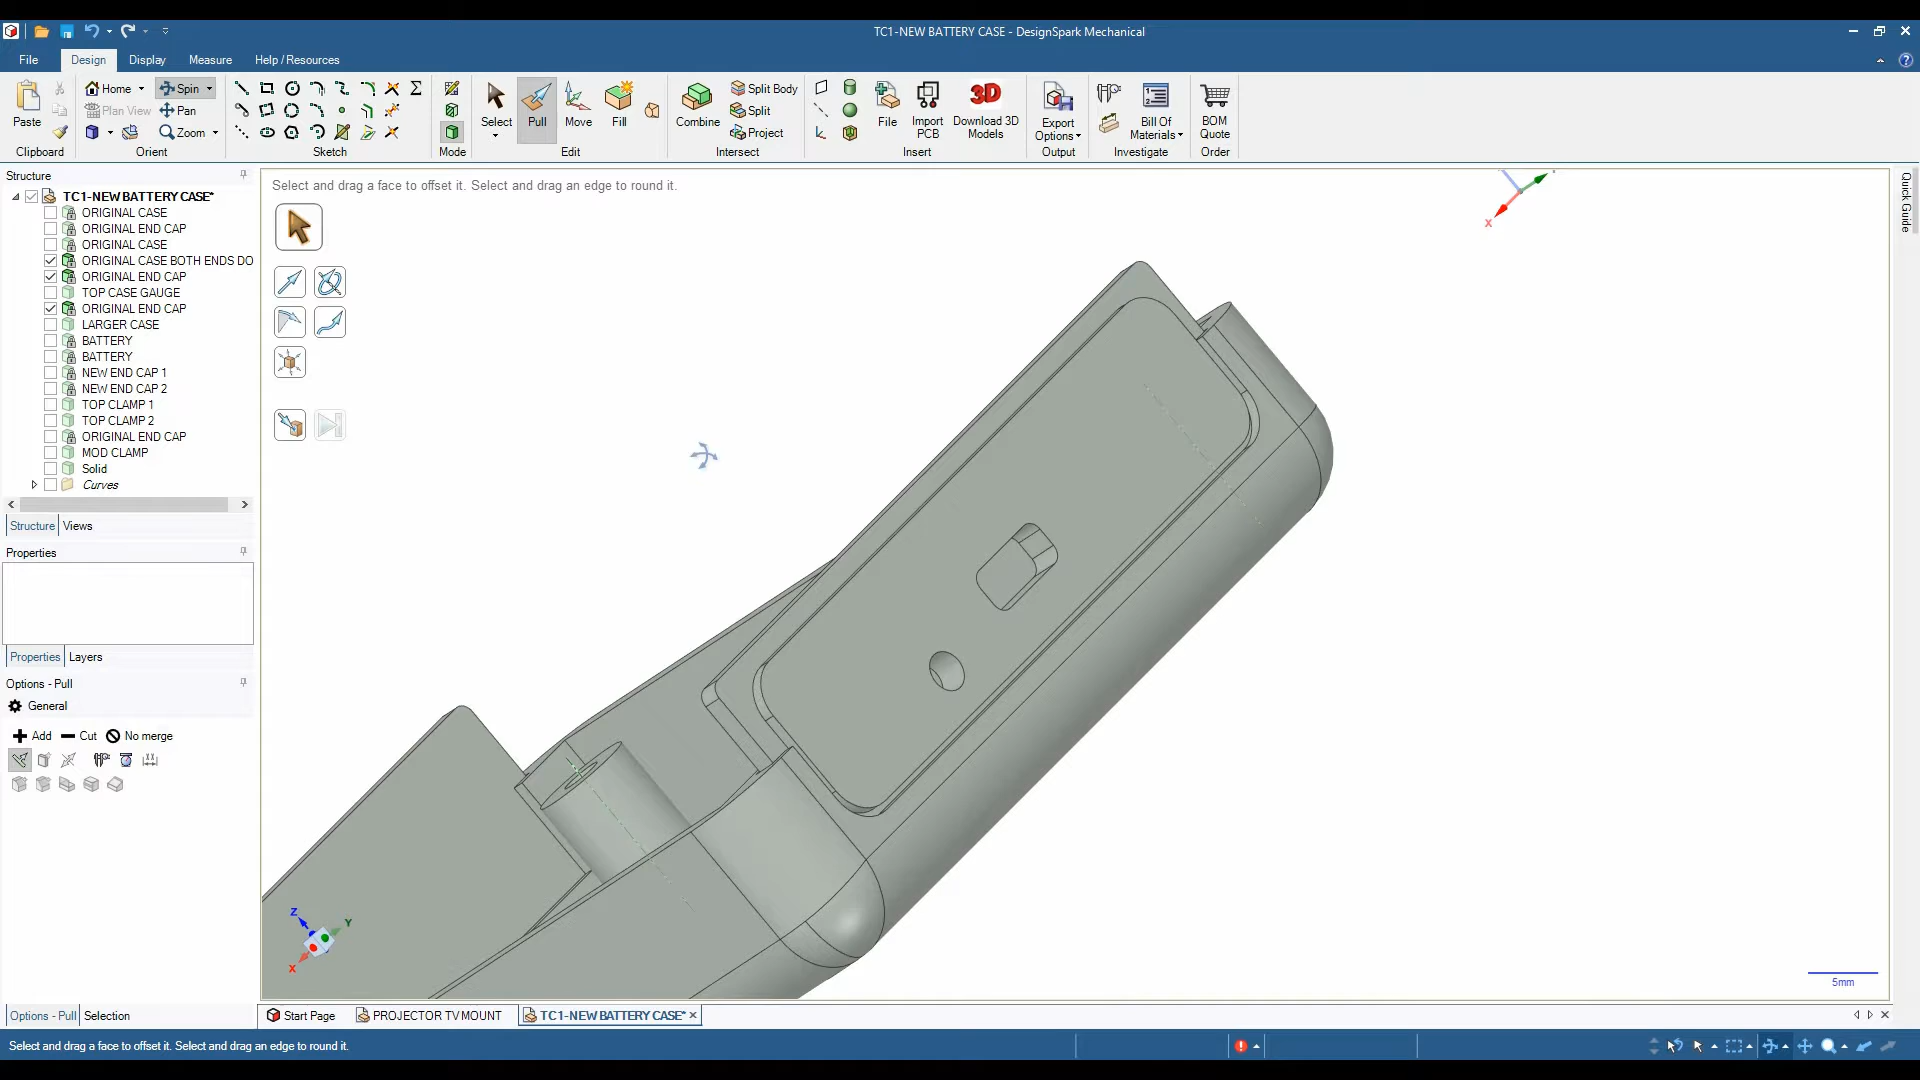 TC1-NEW BATTERY CASE - DesignSpark Mechanical
File Design Display Measure Help / Resources
Paste
Clipboard
Home Spin
Plan View Pan
Zoom
Orient
Sketch
Mode
Select Pull Move Fill
Edit
Combine
Split Body
Split
Project
Intersect
File Import PCB Download 3D Models
3D
Insert
Export Options
Output
Bill Of Materials
Investigate
BOM Quote
Order
Structure
TC1-NEW BATTERY CASE*
ORIGINAL CASE
ORIGINAL END CAP
ORIGINAL CASE
ORIGINAL CASE BOTH ENDS DO
ORIGINAL END CAP
TOP CASE GAUGE
ORIGINAL END CAP
LARGER CASE
BATTERY
BATTERY
NEW END CAP 1
NEW END CAP 2
TOP CLAMP 1
TOP CLAMP 2
ORIGINAL END CAP
MOD CLAMP
Solid
Curves
Structure Views
Properties
Properties Layers
Options - Pull
General
Add Cut No merge
Options - Pull Selection
Select and drag a face to offset it. Select and drag an edge to round it.
X
Quick Guide
Z
Y
X
5mm
Start Page PROJECTOR TV MOUNT TC1-NEW BATTERY CASE*
Select and drag a face to offset it. Select and drag an edge to round it.